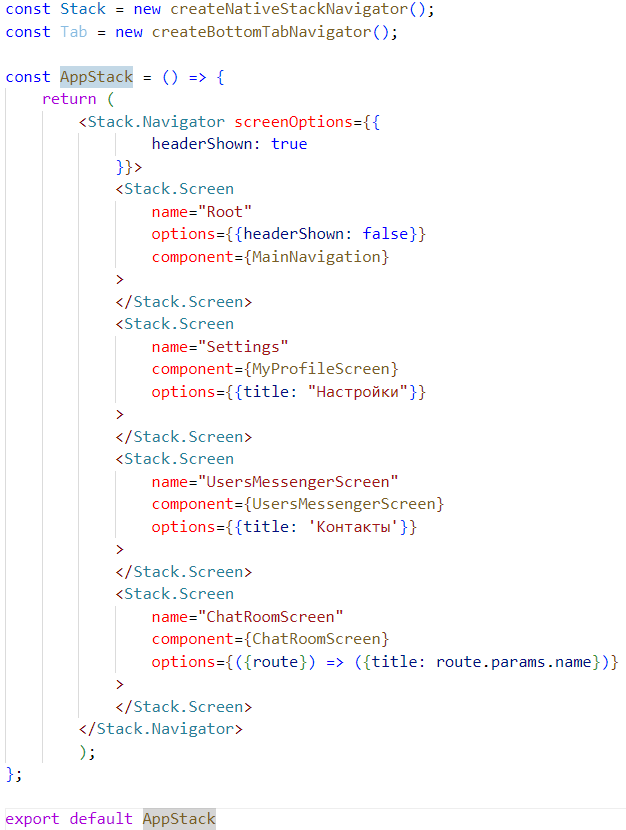 const Stack = new createNativeStackNavigator();
const Tab = new createBottomTabNavigator();

const AppStack = () => {
    return (
        <Stack.Navigator screenOptions={{
                headerShown: true
            }}>
            <Stack.Screen
                name="Root"
                options={{headerShown: false}}
                component={MainNavigation}
            >
            </Stack.Screen>
            <Stack.Screen
                name="Settings"
                component={MyProfileScreen}
                options={{title: "Настройки"}}
            >
            </Stack.Screen>
            <Stack.Screen
                name="UsersMessengerScreen"
                component={UsersMessengerScreen}
                options={{title: 'Контакты'}}
            >
            </Stack.Screen>
            <Stack.Screen
                name="ChatRoomScreen"
                component={ChatRoomScreen}
                options={({route}) => ({title: route.params.name})}
            >
            </Stack.Screen>
        </Stack.Navigator>
        );
};

export default AppStack